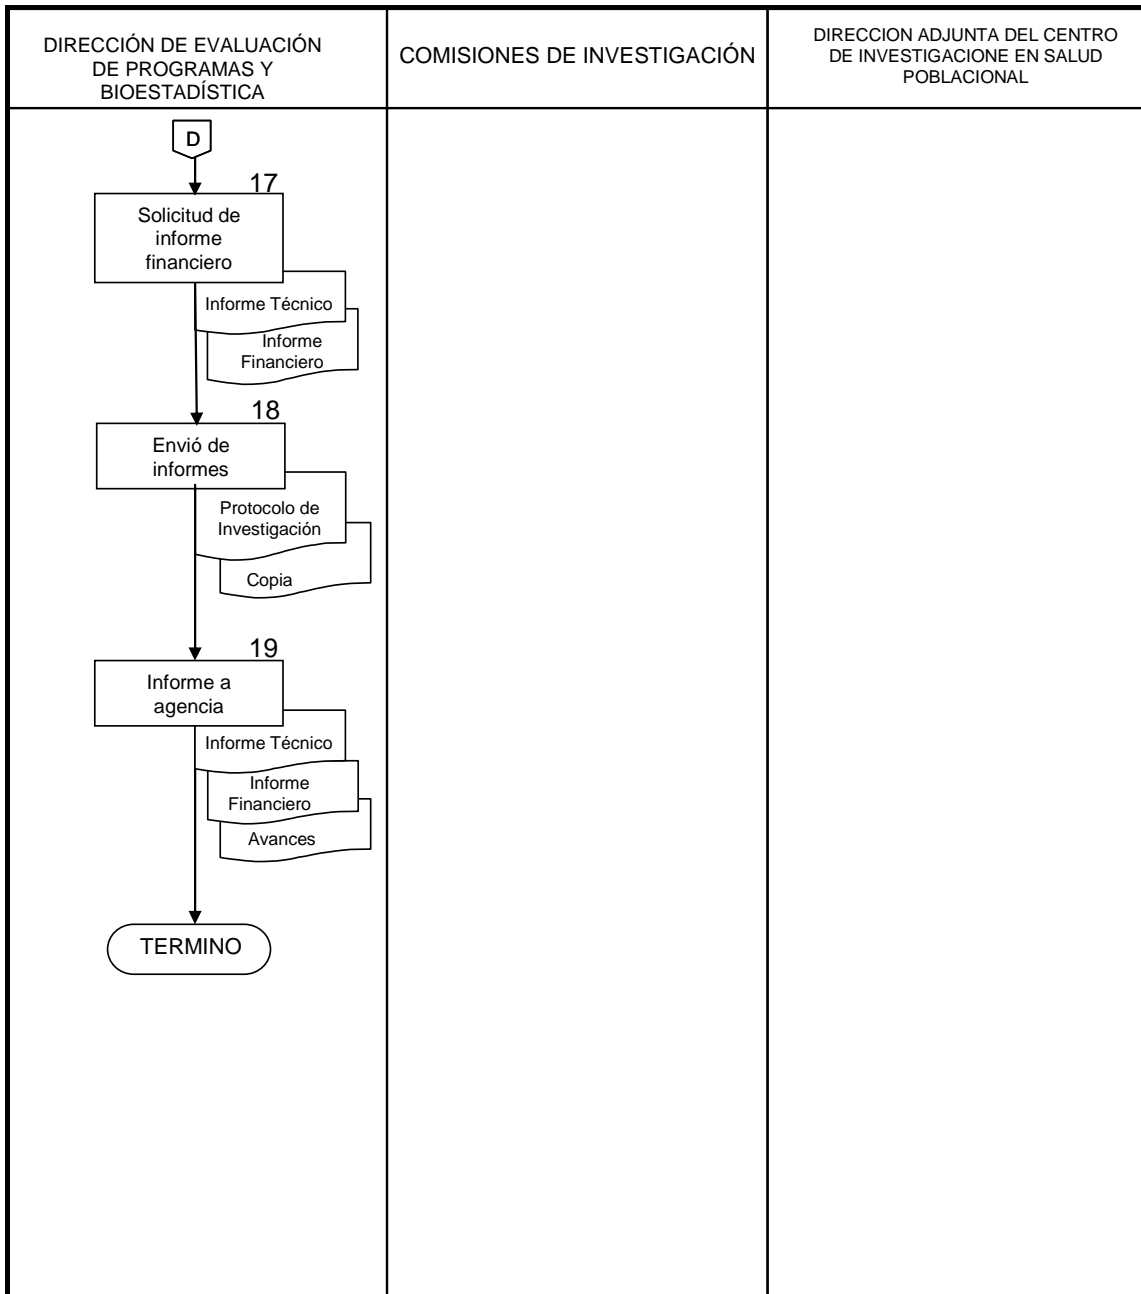 DIRECCIÓN DE EVALUACIÓN
DE PROGRAMAS Y
BIOESTADÍSTICA
COMISIONES DE INVESTIGACIÓN
DIRECCION ADJUNTA DEL CENTRO
DE INVESTIGACIONE EN SALUD
POBLACIONAL
D
17
Solicitud de
informe
financiero
Informe Técnico
Informe
Financiero
18
Envió de
informes
Protocolo de
Investigación
Copia
19
Informe a
agencia
Informe Técnico
Informe
Financiero
Avances
TERMINO